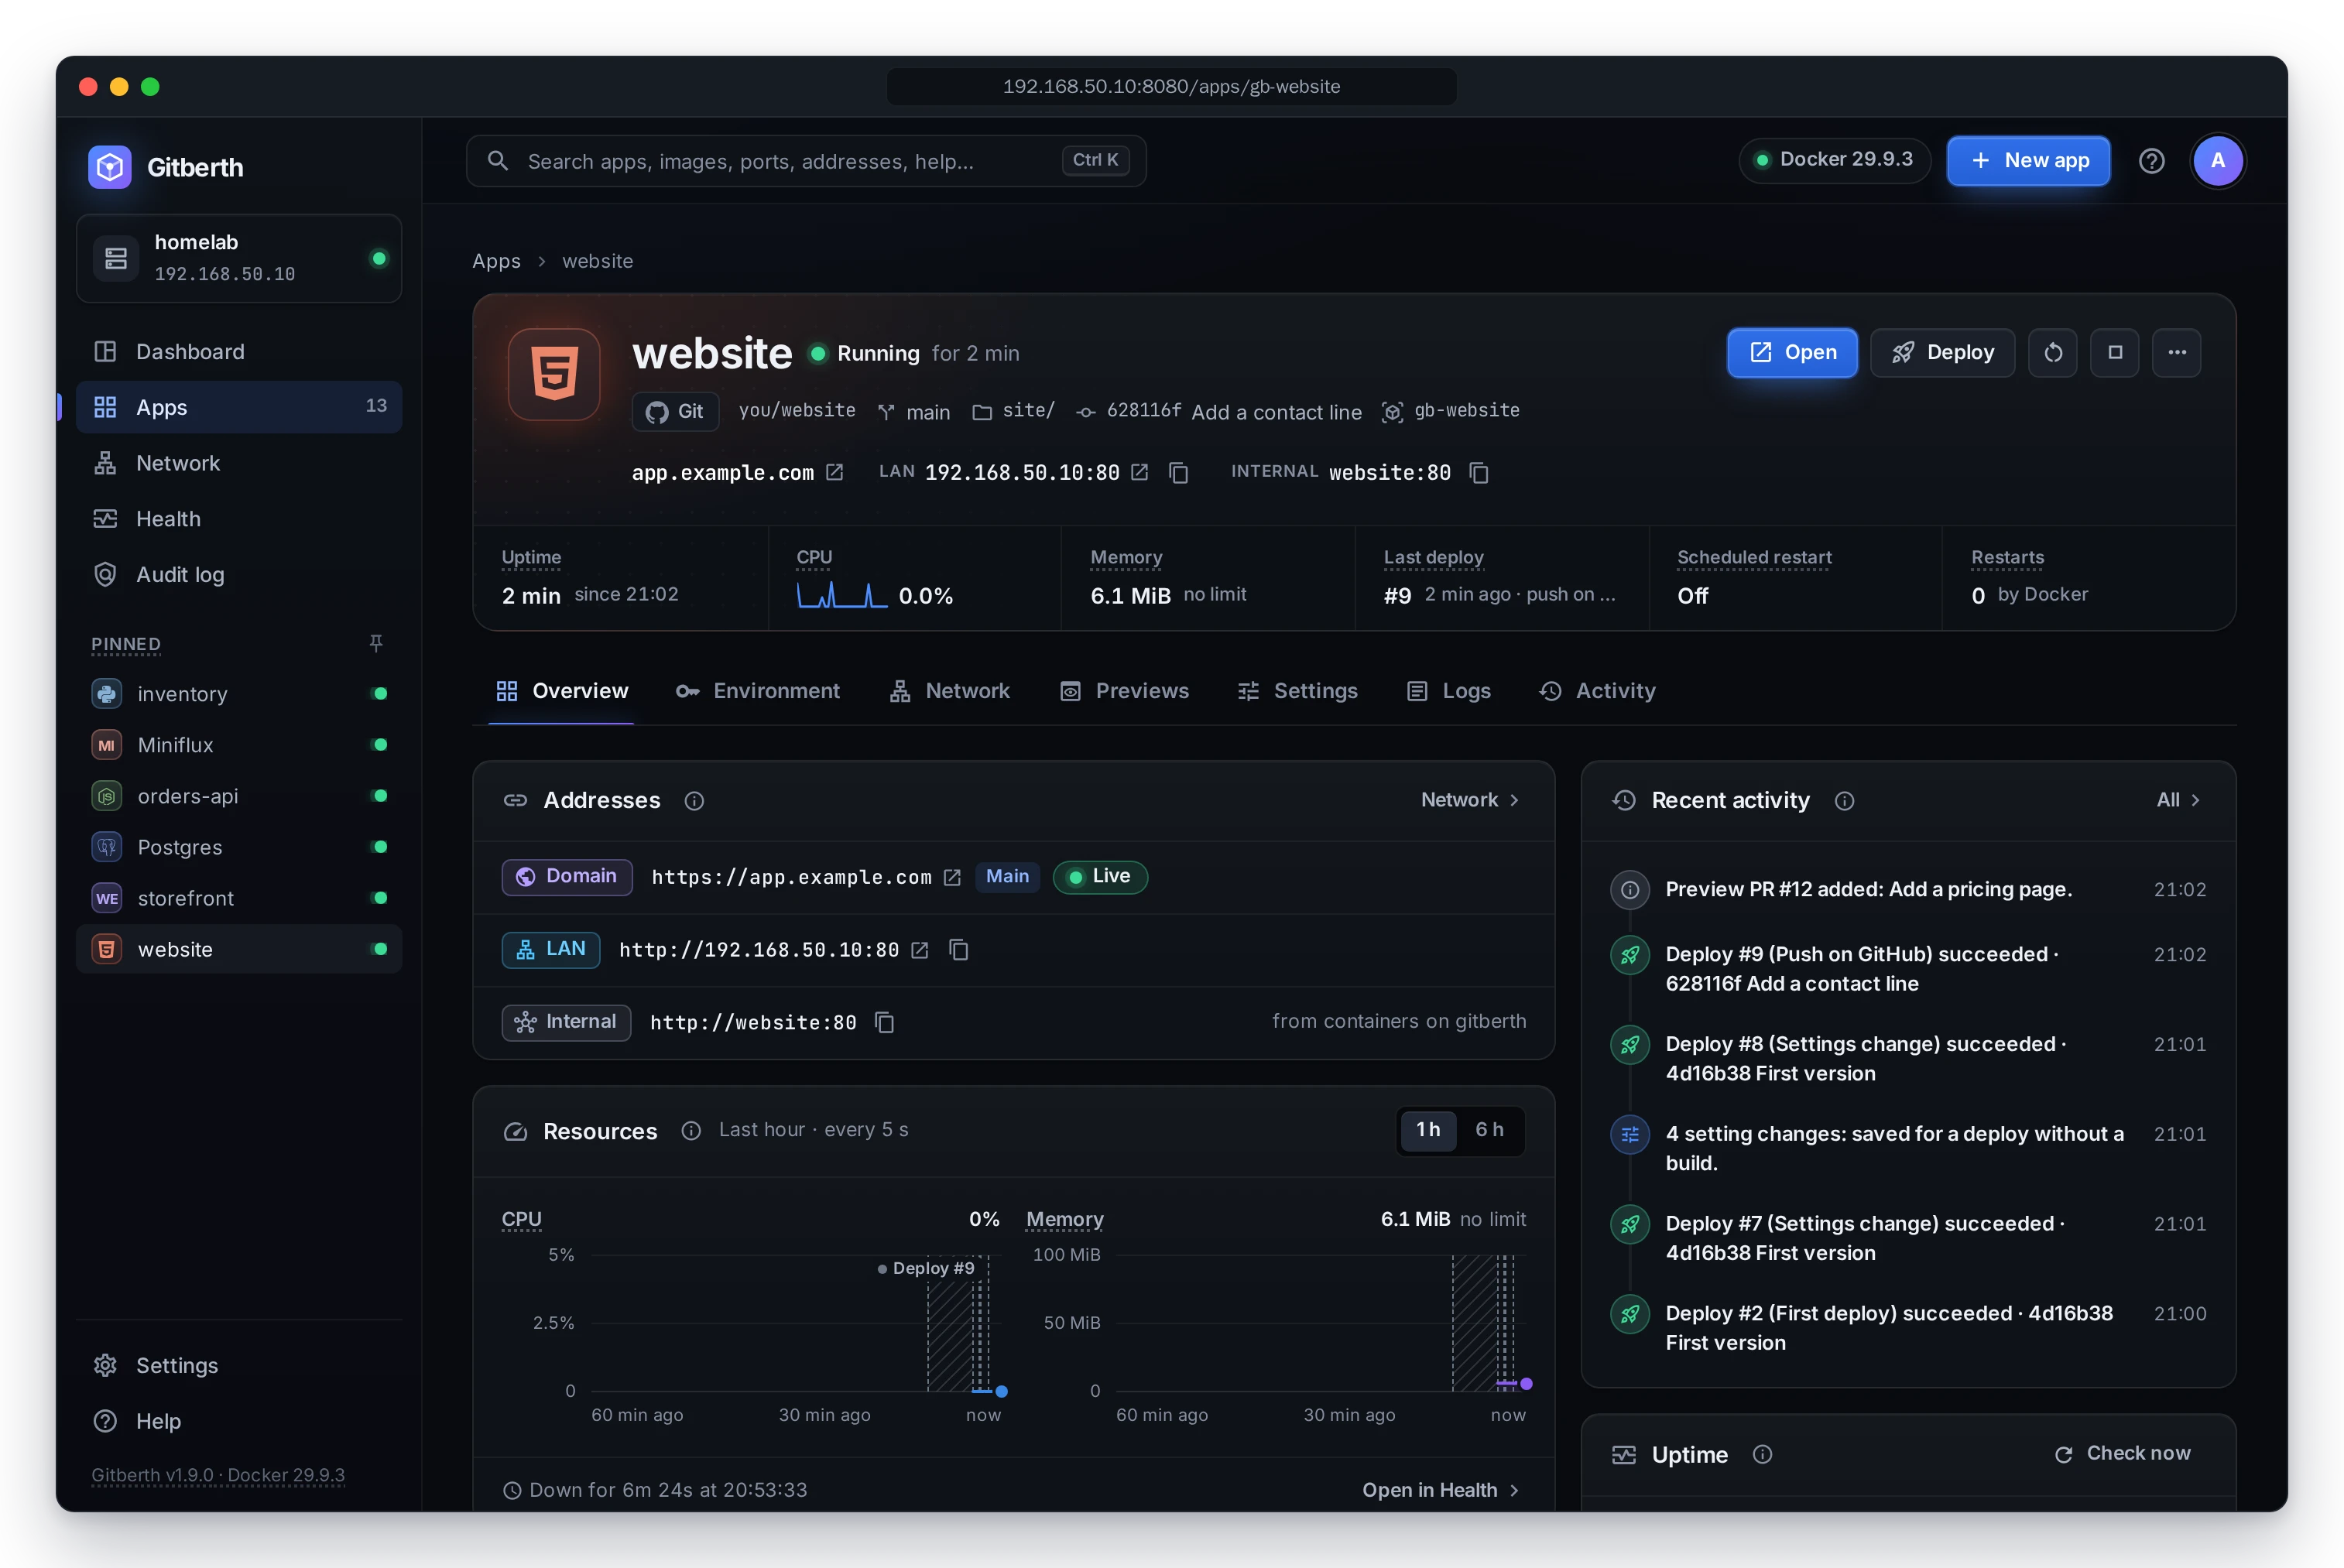 192.168.50.10:8080/apps/gb-website
Gitberth
Search apps, images, ports, addresses, help...
Ctrl K
Docker 29.9.3
New app
A
homelab
192.168.50.10
Dashboard
Apps 13
Network
Health
Audit log
PINNED
inventory
MI Miniflux
orders-api
Postgres
WE storefront
website
Settings
Help
Gitberth v1.9.0 · Docker 29.9.3
Apps > website
website Running for 2 min
Open
Deploy
Git you/website main site/ 628116f Add a contact line gb-website
app.example.com LAN 192.168.50.10:80 INTERNAL website:80
Uptime
2 min since 21:02
CPU
0.0%
Memory
6.1 MiB no limit
Last deploy
#9 2 min ago · push on ...
Scheduled restart
Off
Restarts
0 by Docker
Overview Environment Network Previews Settings Logs Activity
Addresses Network
Domain https://app.example.com Main Live
LAN http://192.168.50.10:80
Internal http://website:80 from containers on gitberth
Resources Last hour · every 5 s 1 h 6 h
CPU 0%
5%
Deploy #9
2.5%
0
60 min ago 30 min ago now
Memory 6.1 MiB no limit
100 MiB
50 MiB
0
60 min ago 30 min ago now
Down for 6m 24s at 20:53:33 Open in Health
Recent activity All
Preview PR #12 added: Add a pricing page. 21:02
Deploy #9 (Push on GitHub) succeeded · 21:02
628116f Add a contact line
Deploy #8 (Settings change) succeeded · 21:01
4d16b38 First version
4 setting changes: saved for a deploy without a 21:01
build.
Deploy #7 (Settings change) succeeded · 21:01
4d16b38 First version
Deploy #2 (First deploy) succeeded · 4d16b38 21:00
First version
Uptime Check now